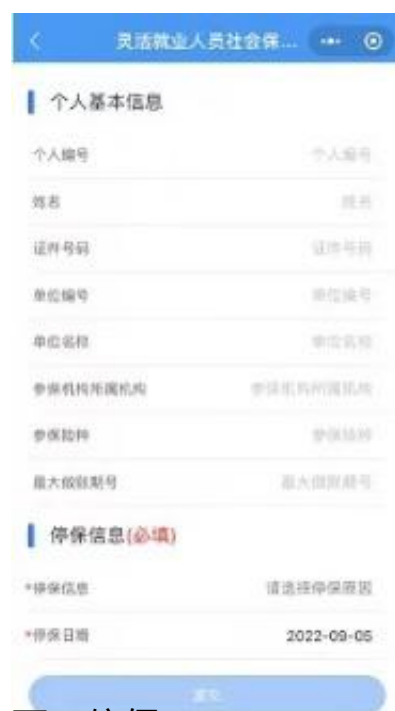 灵活就业人员社会保...
个人基本信息
个人编号 个人编号
姓名 姓名
证件号码 证件号码
单位编号 单位编号
单位名称 单位名称
参保机构所属机构 参保机构所属机构
参保险种 参保险种
最大做账期号 最大做账期号
停保信息(必填)
*停保信息 请选择停保原因
*停保日期 2022-09-05